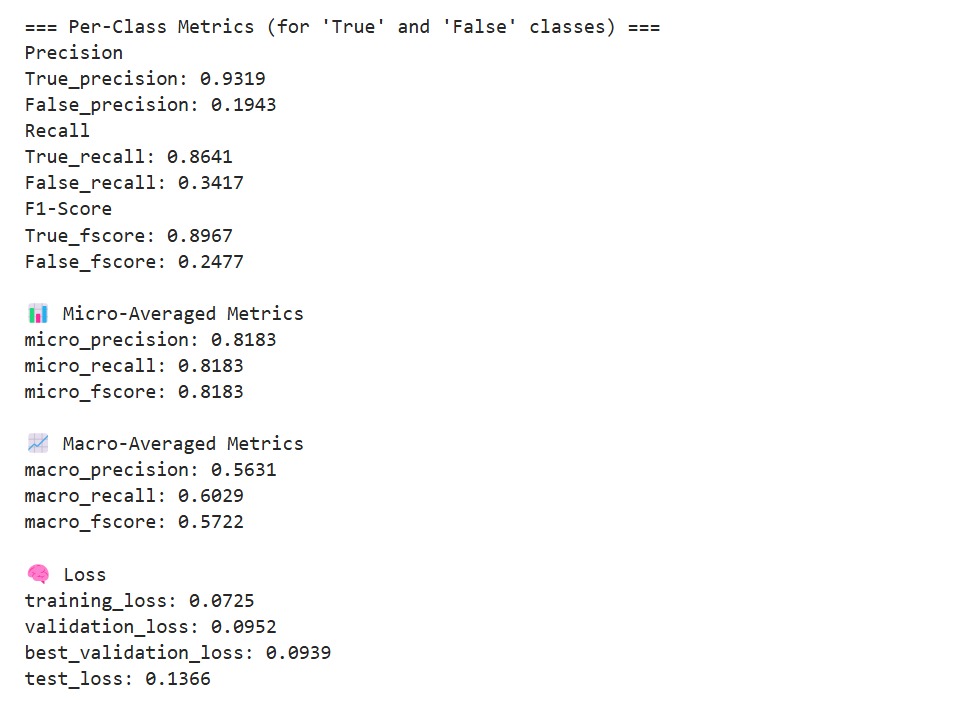 === Per-Class Metrics (for 'True' and 'False' classes) ===
Precision
True_precision: 0.9319
False_precision: 0.1943
Recall
True_recall: 0.8641
False_recall: 0.3417
F1-Score
True_fscore: 0.8967
False_fscore: 0.2477
📊 Micro-Averaged Metrics
micro_precision: 0.8183
micro_recall: 0.8183
micro_fscore: 0.8183
📈 Macro-Averaged Metrics
macro_precision: 0.5631
macro_recall: 0.6029
macro_fscore: 0.5722
🧠 Loss
training_loss: 0.0725
validation_loss: 0.0952
best_validation_loss: 0.0939
test_loss: 0.1366